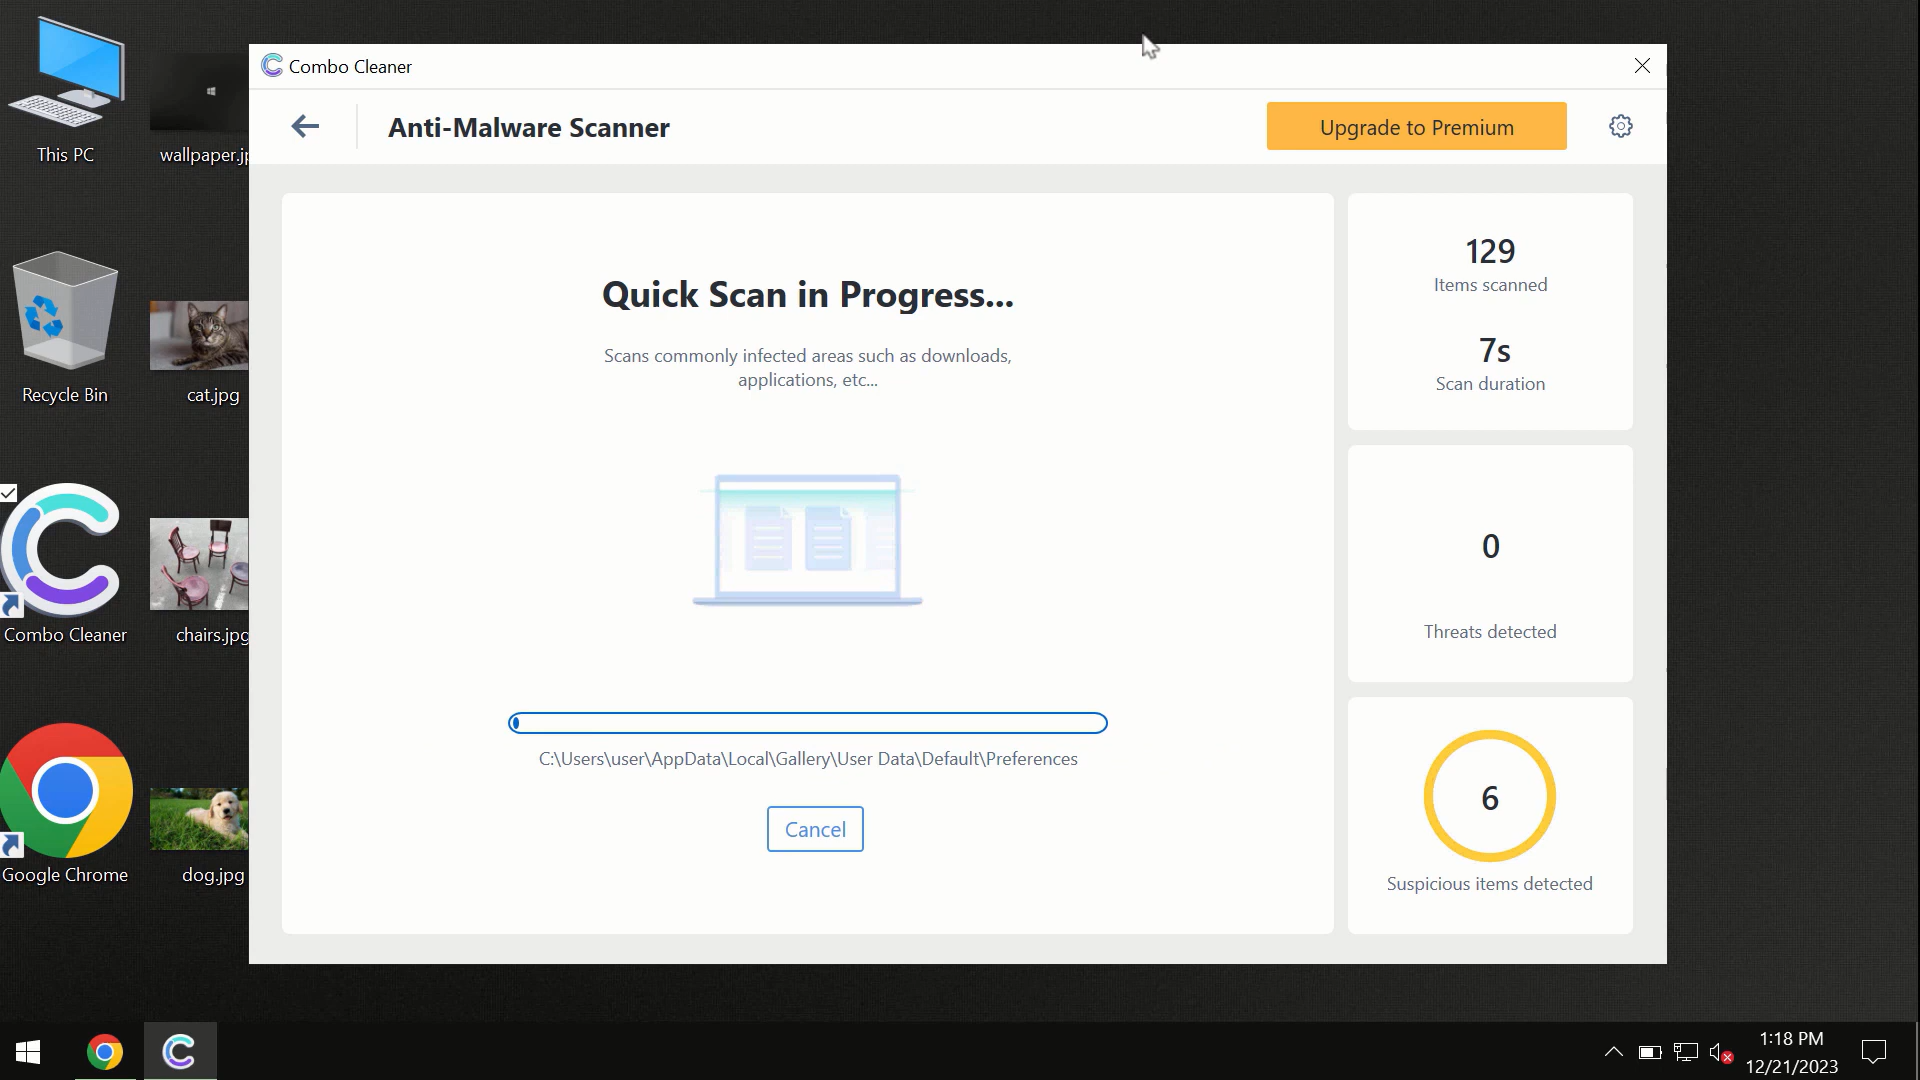 This PC
wallpaper.jp
Recycle Bin
cat.jpg
Combo Cleaner
chairs.jpg
Google Chrome
dog.jpg
Combo Cleaner
Anti-Malware Scanner
Upgrade to Premium
Quick Scan in Progress...
Scans commonly infected areas such as downloads,
applications, etc...
C:\Users\user\AppData\Local\Gallery\User Data\Default\Preferences
Cancel
129
Items scanned
7s
Scan duration
0
Threats detected
6
Suspicious items detected
1:18 PM
12/21/2023